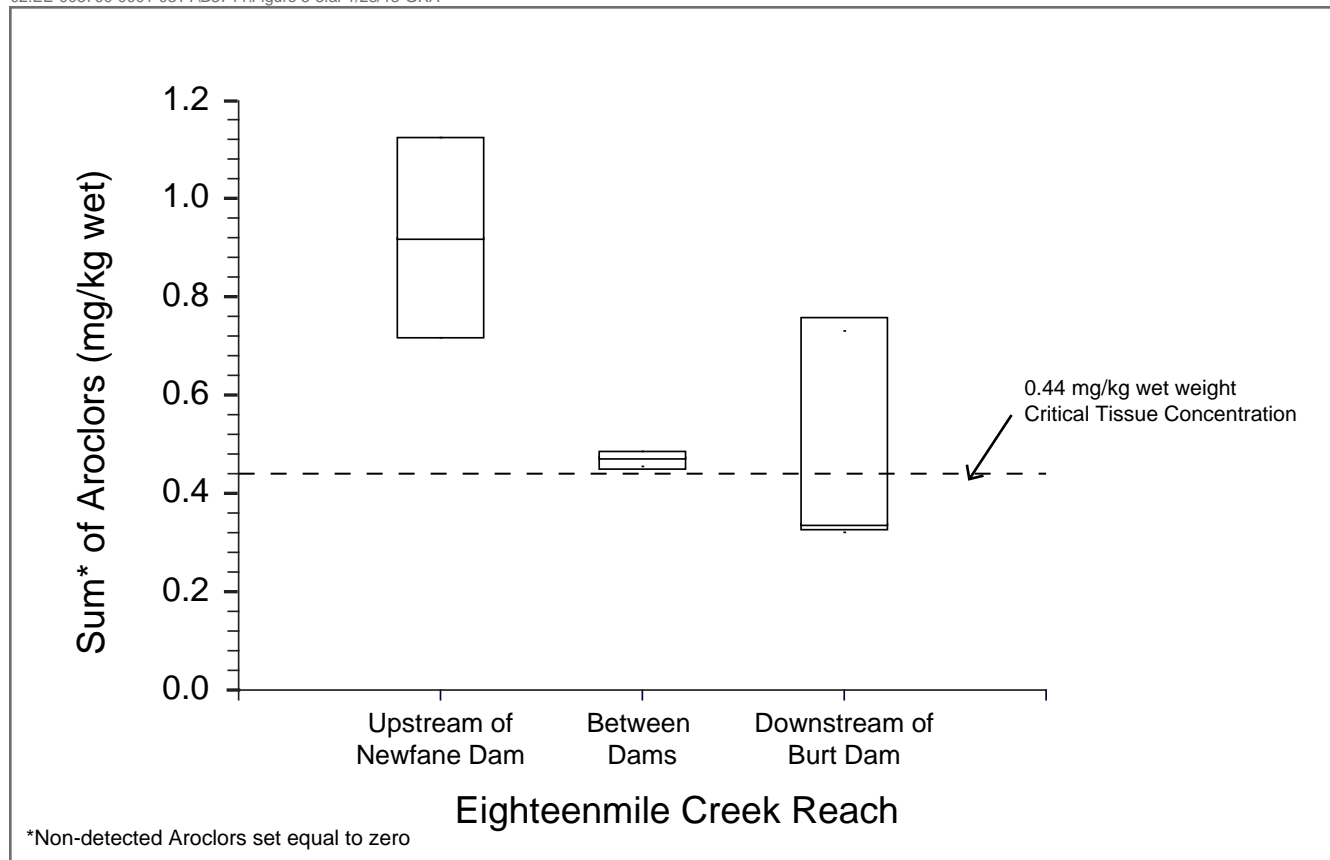 1.2
1.0
0.8
0.6
0.4
0.2
0.0
Sum* of Aroclors (mg/kg wet)
0.44 mg/kg wet weight
Critical Tissue Concentration
Upstream of
Newfane Dam
Between
Dams
Downstream of
Burt Dam
Eighteenmile Creek Reach
*Non-detected Aroclors set equal to zero